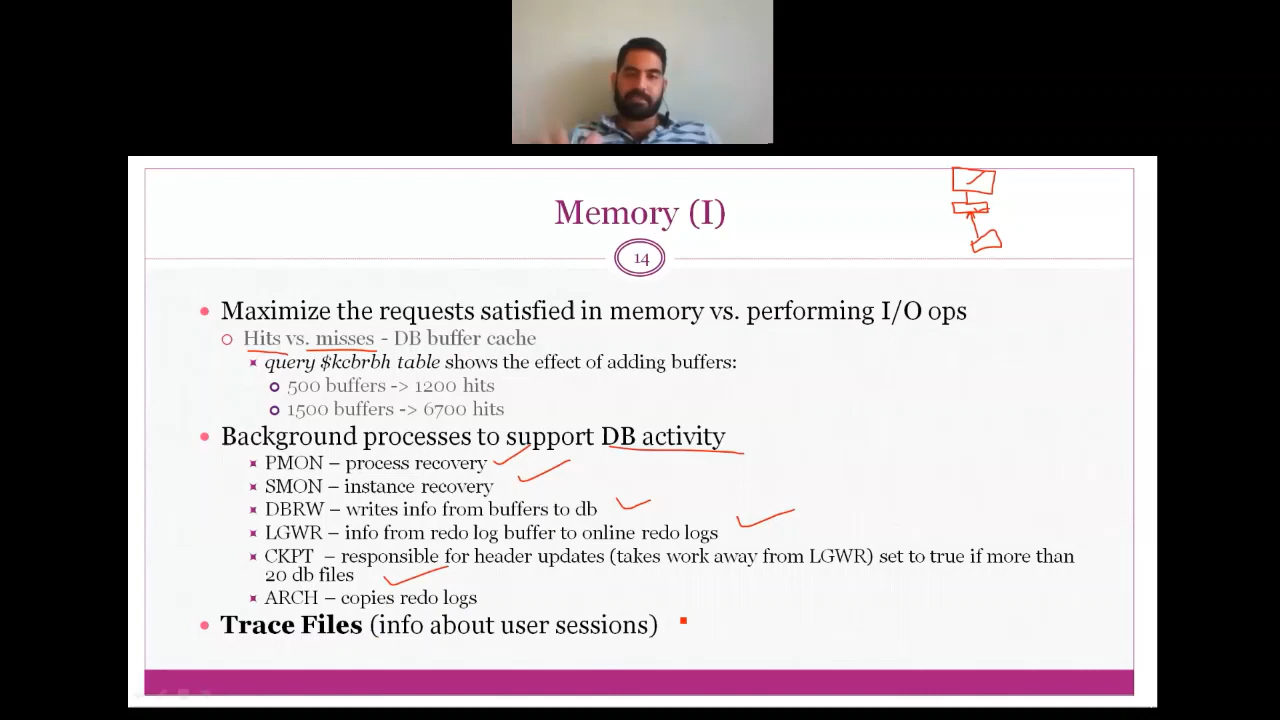 Memory (I)
14
Maximize the requests satisfied in memory vs. performing I/O ops
Hits vs. misses - DB buffer cache
query $kcbrbh table shows the effect of adding buffers:
500 buffers -> 1200 hits
1500 buffers -> 6700 hits
Background processes to support DB activity
PMON – process recovery
SMON – instance recovery
DBRW – writes info from buffers to db
LGWR – info from redo log buffer to online redo logs
CKPT – responsible for header updates (takes work away from LGWR) set to true if more than
20 db files
ARCH – copies redo logs
Trace Files (info about user sessions)